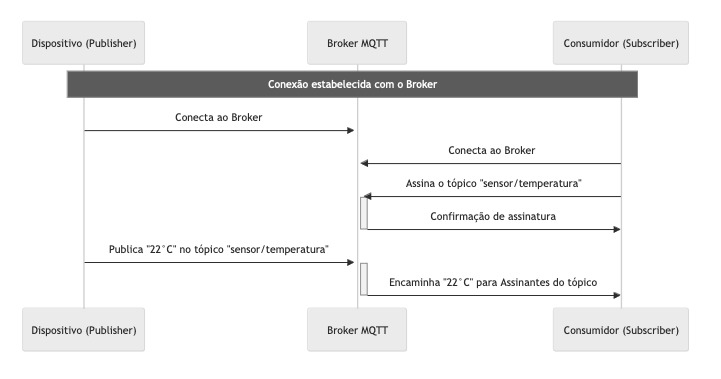 Dispositivo (Publisher)
Broker MQTT
Consumidor (Subscriber)
Conexão estabelecida com o Broker
Conecta ao Broker
Conecta ao Broker
Assina o tópico "sensor/temperatura"
Confirmação de assinatura
Publica "22°C" no tópico "sensor/temperatura"
Encaminha "22°C" para Assinantes do tópico
Dispositivo (Publisher)
Broker MQTT
Consumidor (Subscriber)